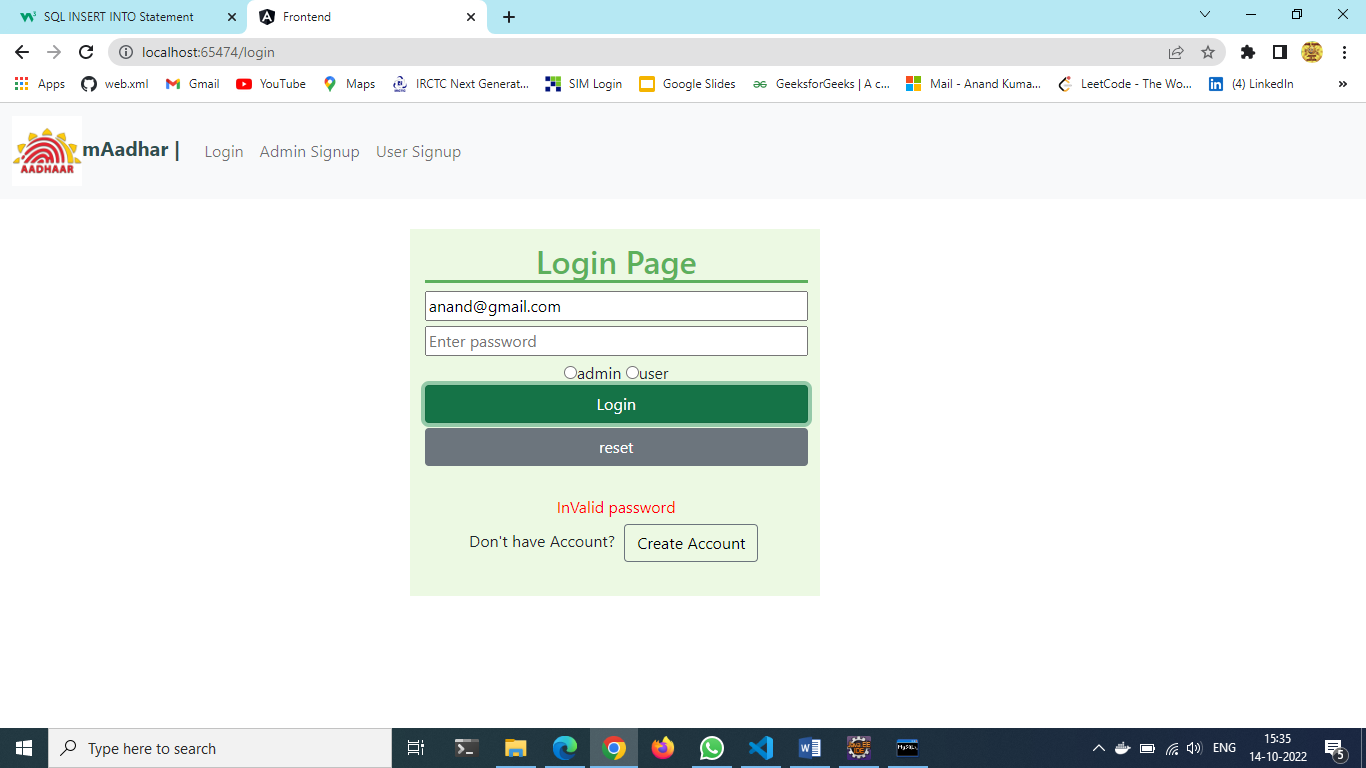 SQL INSERT INTO Statement
Frontend
localhost:65474/login
Apps
web.xml
Gmail
YouTube
Maps
IRCTC Next Generat...
SIM Login
Google Slides
GeeksforGeeks | A c...
Mail - Anand Kuma...
LeetCode - The Wo...
(4) LinkedIn
»
AADHAAR
mAadhar |
Login
Admin Signup
User Signup
Login Page
anand@gmail.com
Enter password
admin user
Login
reset
InValid password
Don't have Account? Create Account
Type here to search
ENG
15:35
14-10-2022
5